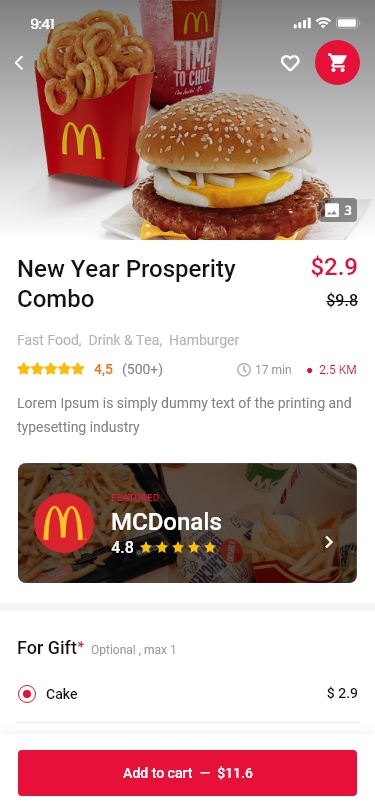 9:41
TIME
TO CHILL
3
New Year Prosperity
Combo
$2.9
$9.8
Fast Food, Drink & Tea, Hamburger
4,5 (500+)
17 min
2.5 KM
Lorem Ipsum is simply dummy text of the printing and
typesetting industry
FEATURED
MCDonals
4.8
For Gift* Optional , max 1
Cake
$ 2.9
Add to cart — $11.6